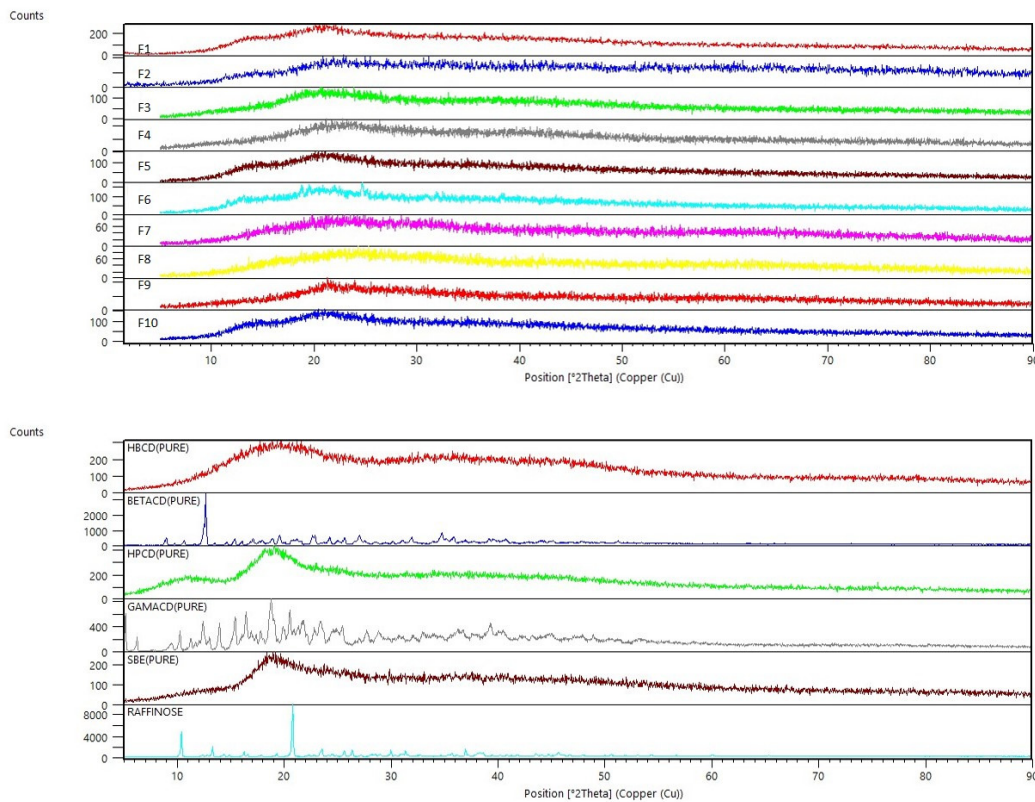 Counts
200
0
F1
0
F2
100
0
F3
0
F4
100
0
F5
100
0
F6
60
0
F7
60
0
F8
0
F9
100
0
F10
10 20 30 40 50 60 70 80 90
Position [°2Theta] (Copper (Cu))
Counts
HBCD(PURE)
200
0
BETACD(PURE)
2000
1000
0
HPCD(PURE)
200
0
GAMACD(PURE)
400
0
SBE(PURE)
200
100
0
RAFFINOSE
8000
4000
0
10 20 30 40 50 60 70 80 90
Position [°2Theta] (Copper (Cu))